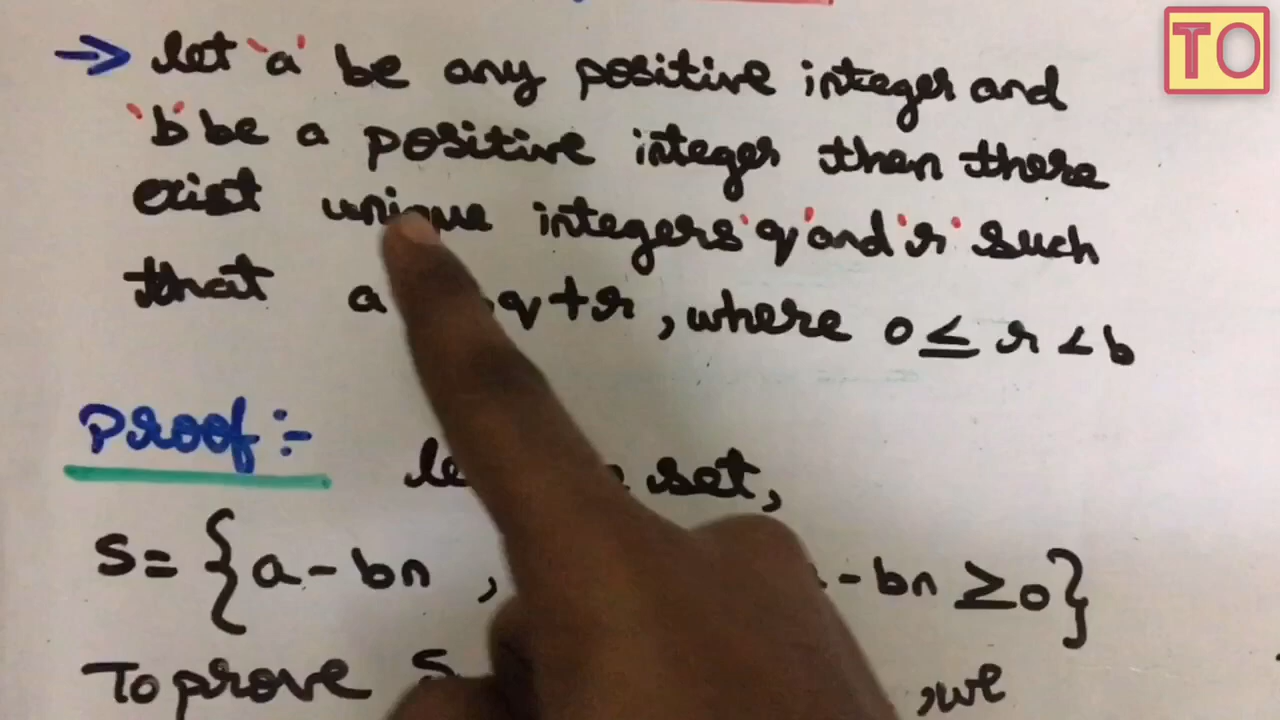 TO
→ let 'a' be any positive integer and
'b' be a positive integer then there
exist unique integers 'q' and 'r' such
that a q + r , where 0 ≤ r < b
Proof :-
set,
S = { a - bn , - bn ≥ 0 }
To prove S , we